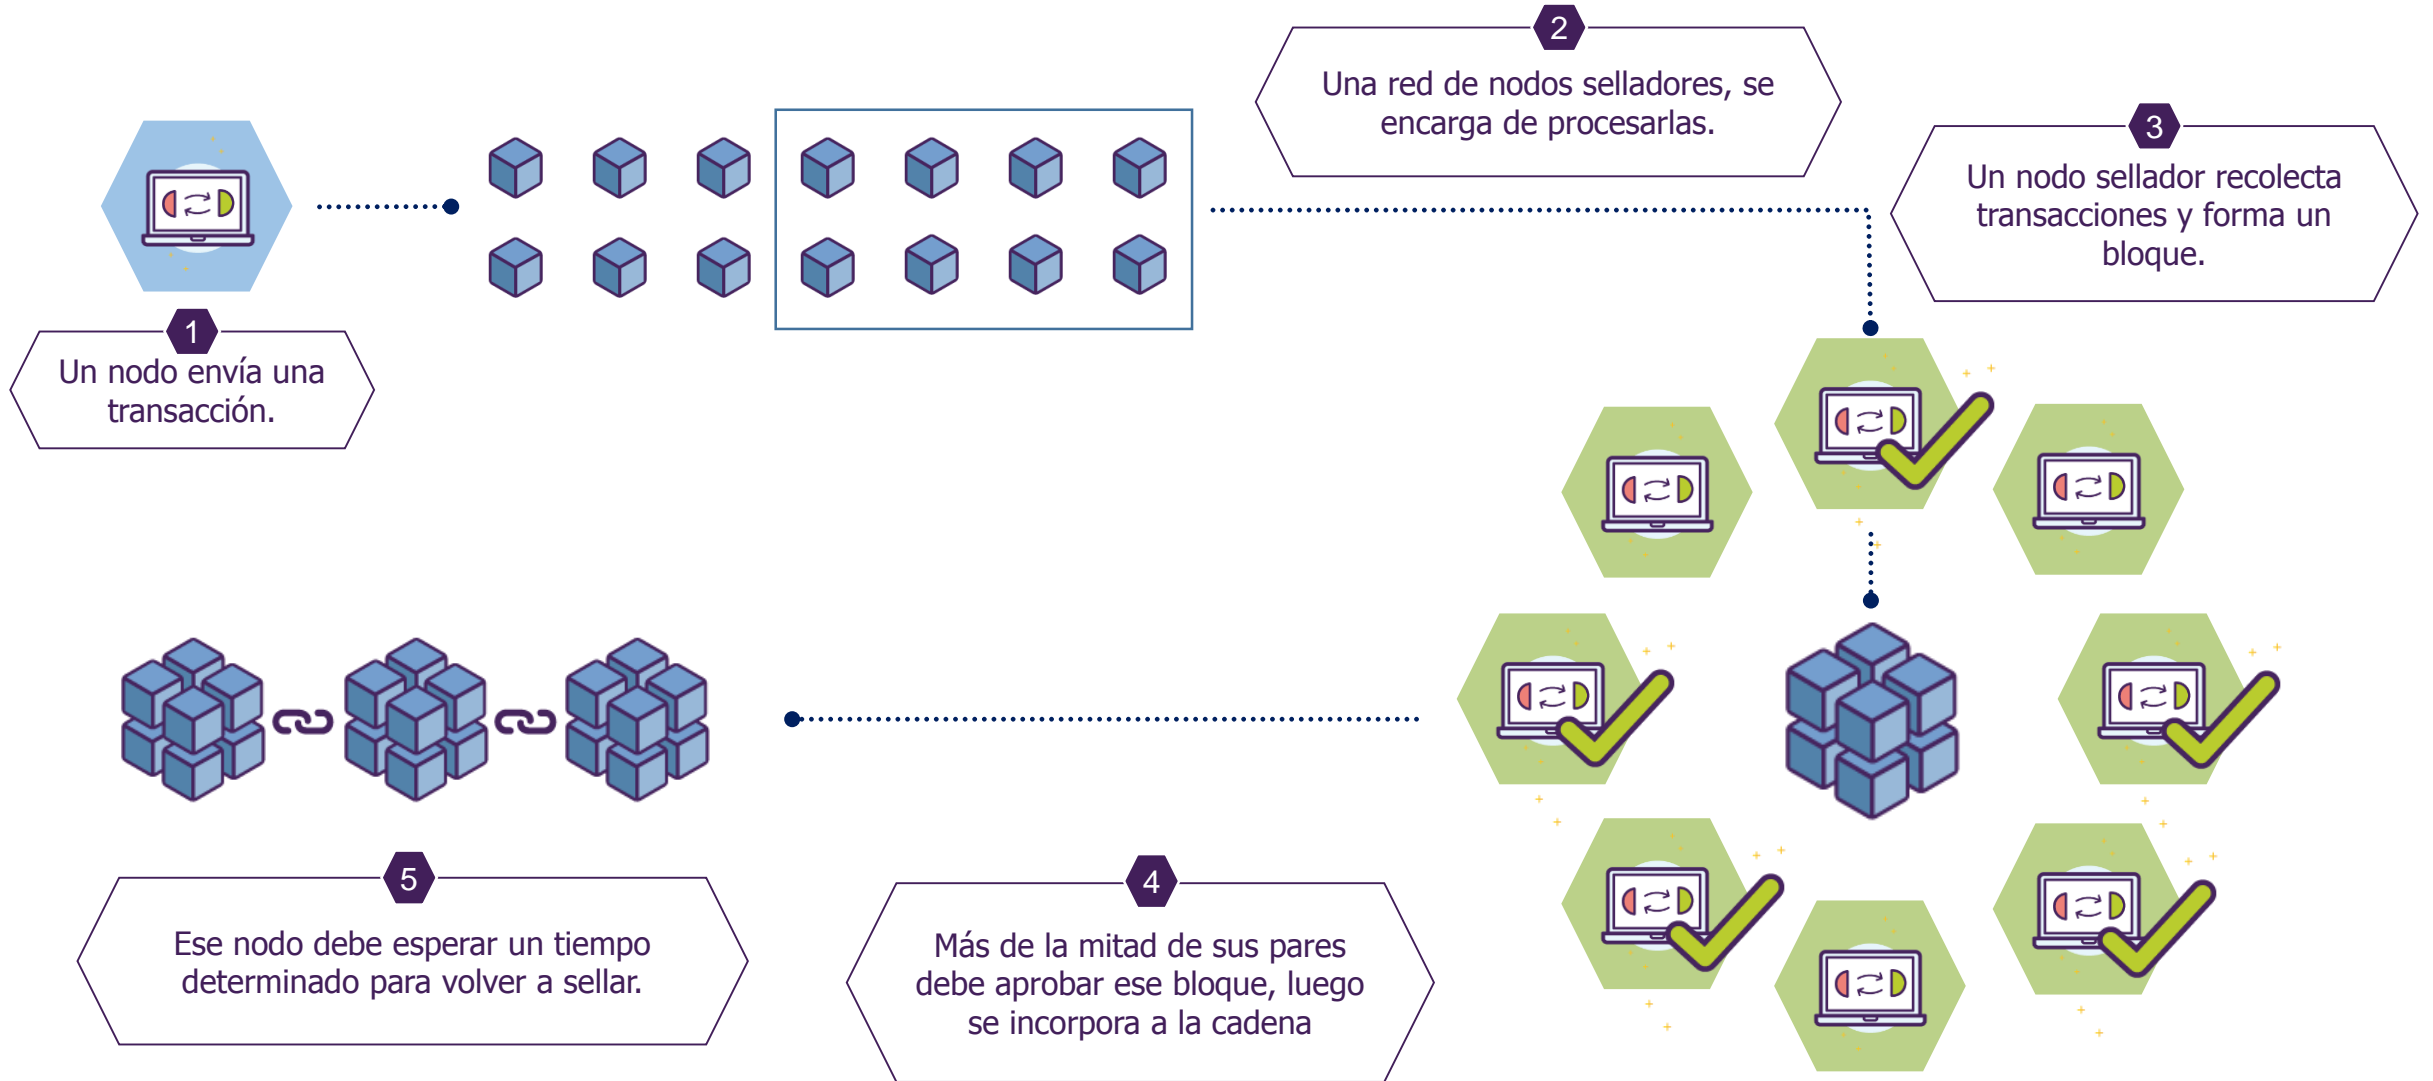 1
Un nodo envía una
transacción.
2
Una red de nodos selladores, se
encarga de procesarlas.
3
Un nodo sellador recolecta
transacciones y forma un
bloque.
4
Más de la mitad de sus pares
debe aprobar ese bloque, luego
se incorpora a la cadena
5
Ese nodo debe esperar un tiempo
determinado para volver a sellar.